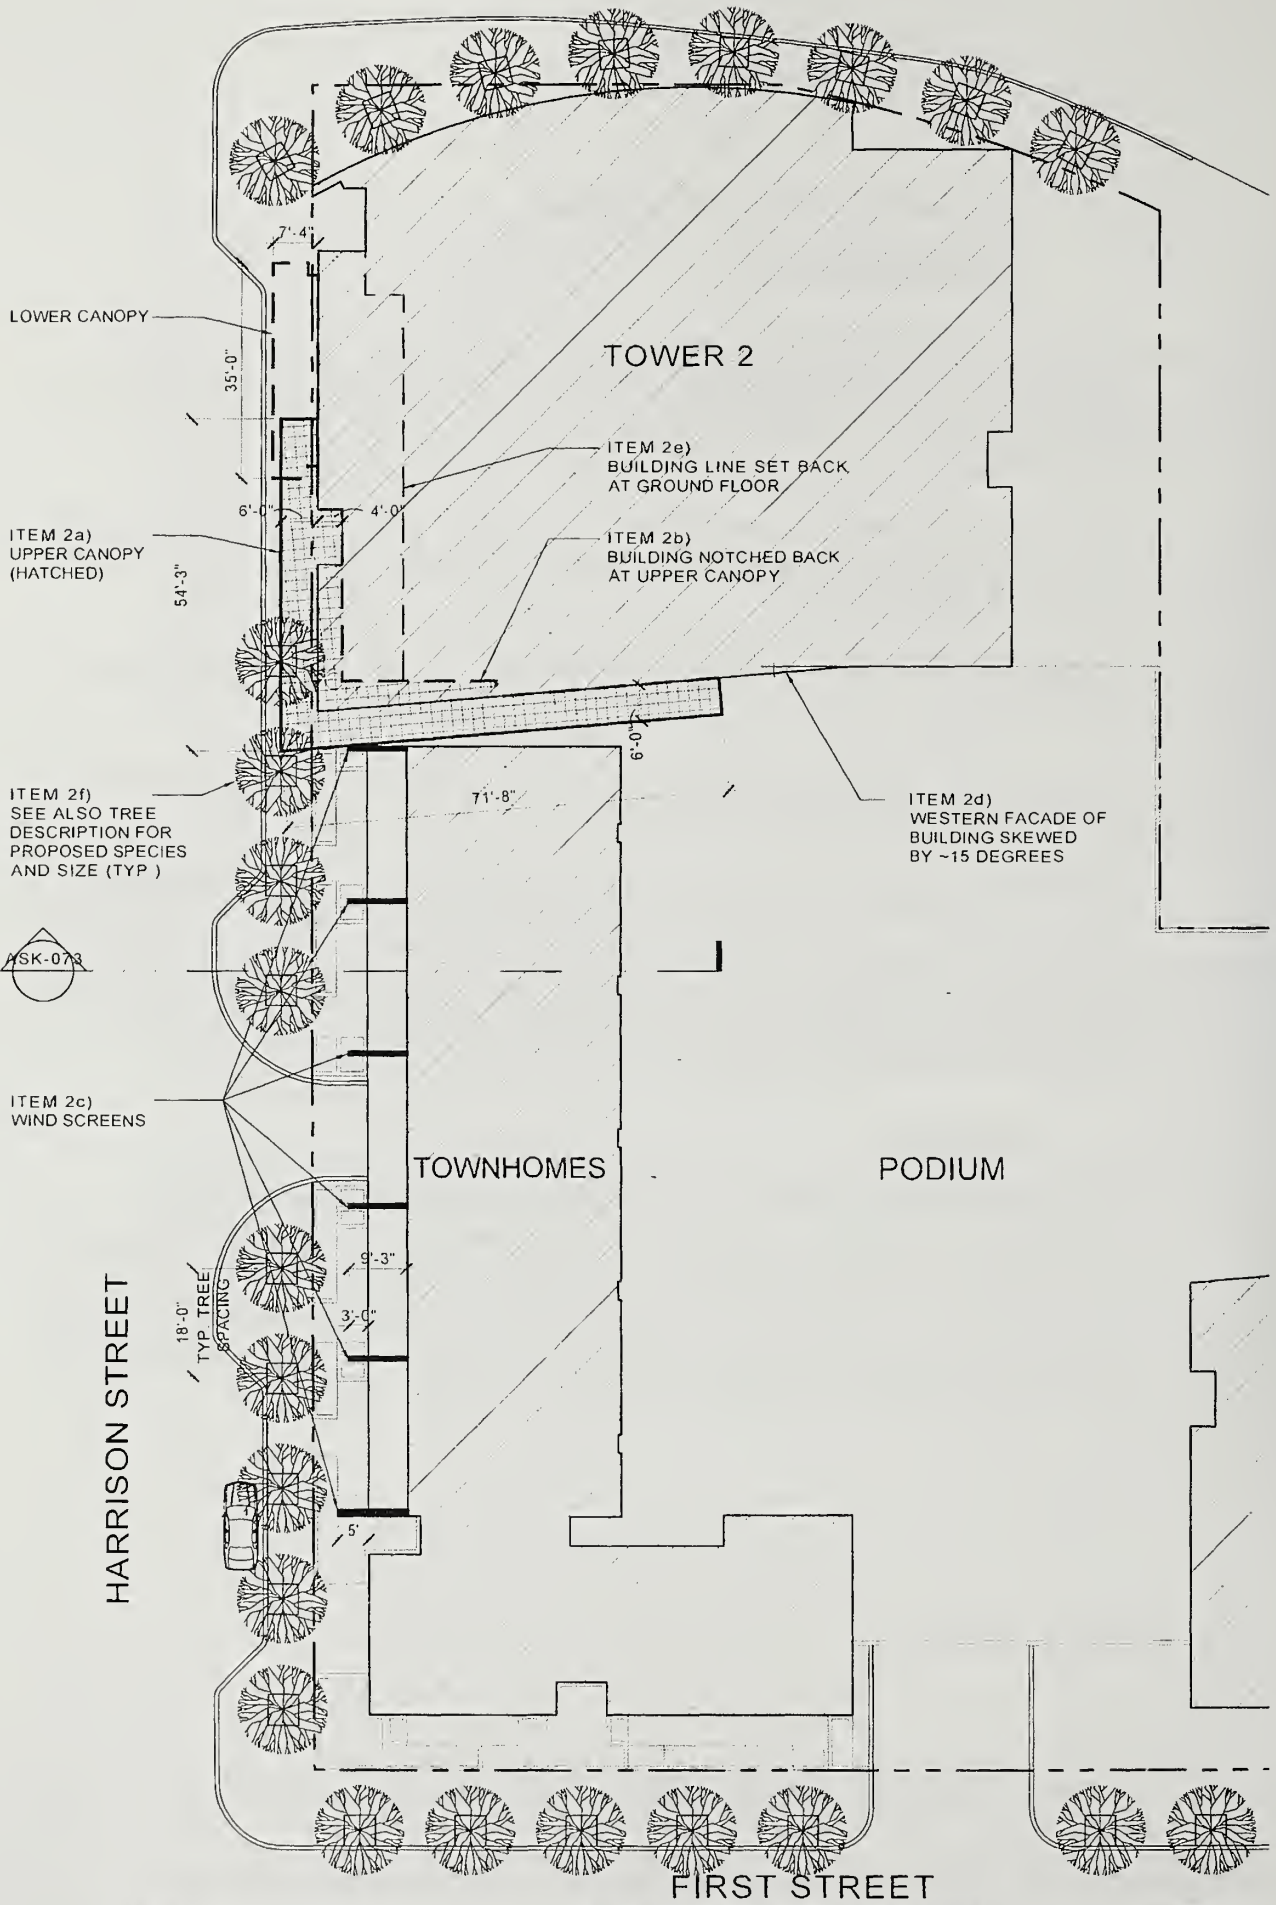 7'-4"
LOWER CANOPY
35'-0"
TOWER 2
ITEM 2e)
BUILDING LINE SET BACK
AT GROUND FLOOR
6'-0"
4'-0"
ITEM 2a)
UPPER CANOPY
(HATCHED)
ITEM 2b)
BUILDING NOTCHED BACK
AT UPPER CANOPY
54'-3"
6'-0"
71'-8"
ITEM 2f)
SEE ALSO TREE
DESCRIPTION FOR
PROPOSED SPECIES
AND SIZE (TYP )
ITEM 2d)
WESTERN FACADE OF
BUILDING SKEWED
BY ~15 DEGREES
ASK-073
ITEM 2c)
WIND SCREENS
TOWNHOMES
PODIUM
9'-3"
3'-0"
18'-0"
TYP. TREE
SPACING
HARRISON STREET
5'
FIRST STREET